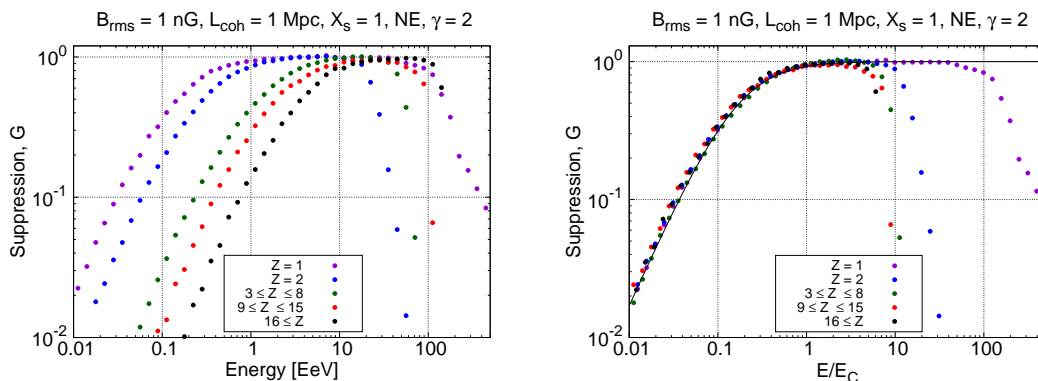 B_rms = 1 nG, L_coh = 1 Mpc, X_s = 1, NE, γ = 2
Suppression, G
10^0
10^-1
10^-2
Z = 1
Z = 2
3 ≤ Z ≤ 8
9 ≤ Z ≤ 15
16 ≤ Z
0.01 0.1 1 10 100
Energy [EeV]
B_rms = 1 nG, L_coh = 1 Mpc, X_s = 1, NE, γ = 2
Suppression, G
10^0
10^-1
10^-2
Z = 1
Z = 2
3 ≤ Z ≤ 8
9 ≤ Z ≤ 15
16 ≤ Z
0.01 0.1 1 10 100
E/E_C